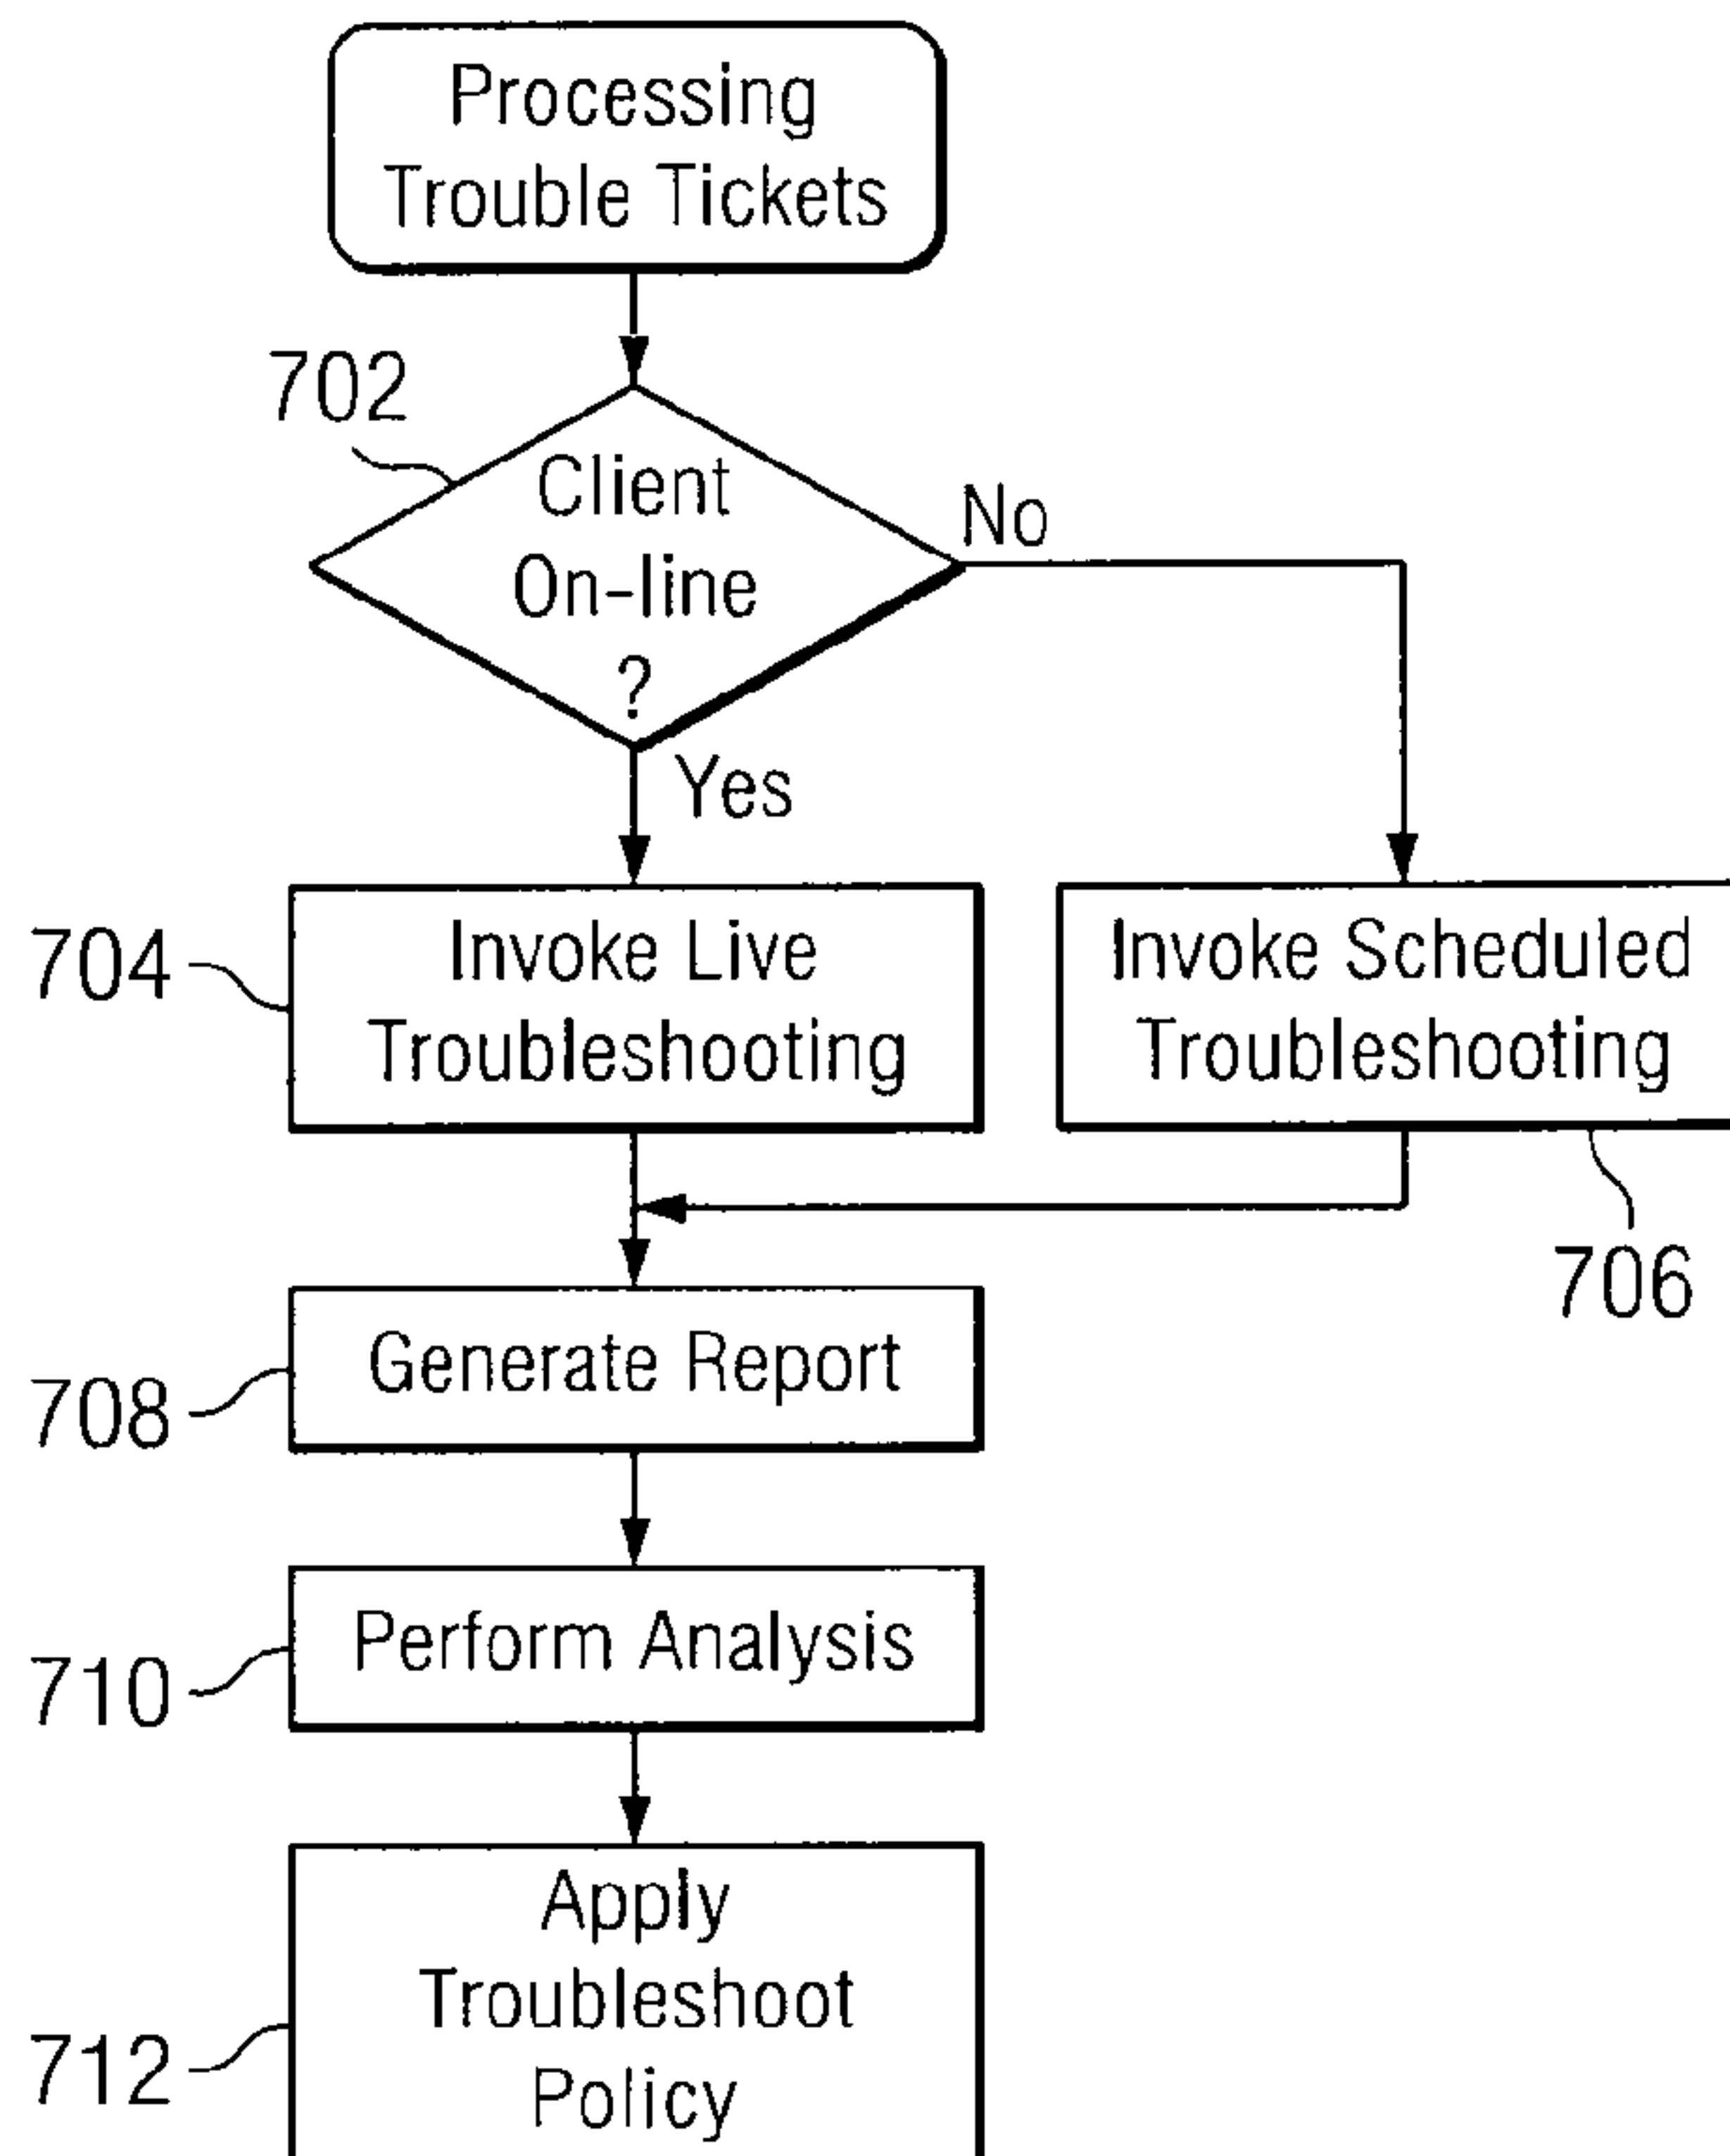 Processing
Trouble Tickets
702
Client
On-line
?
No
Yes
704
Invoke Live
Troubleshooting
Invoke Scheduled
Troubleshooting
706
708
Generate Report
710
Perform Analysis
712
Apply
Troubleshoot
Policy